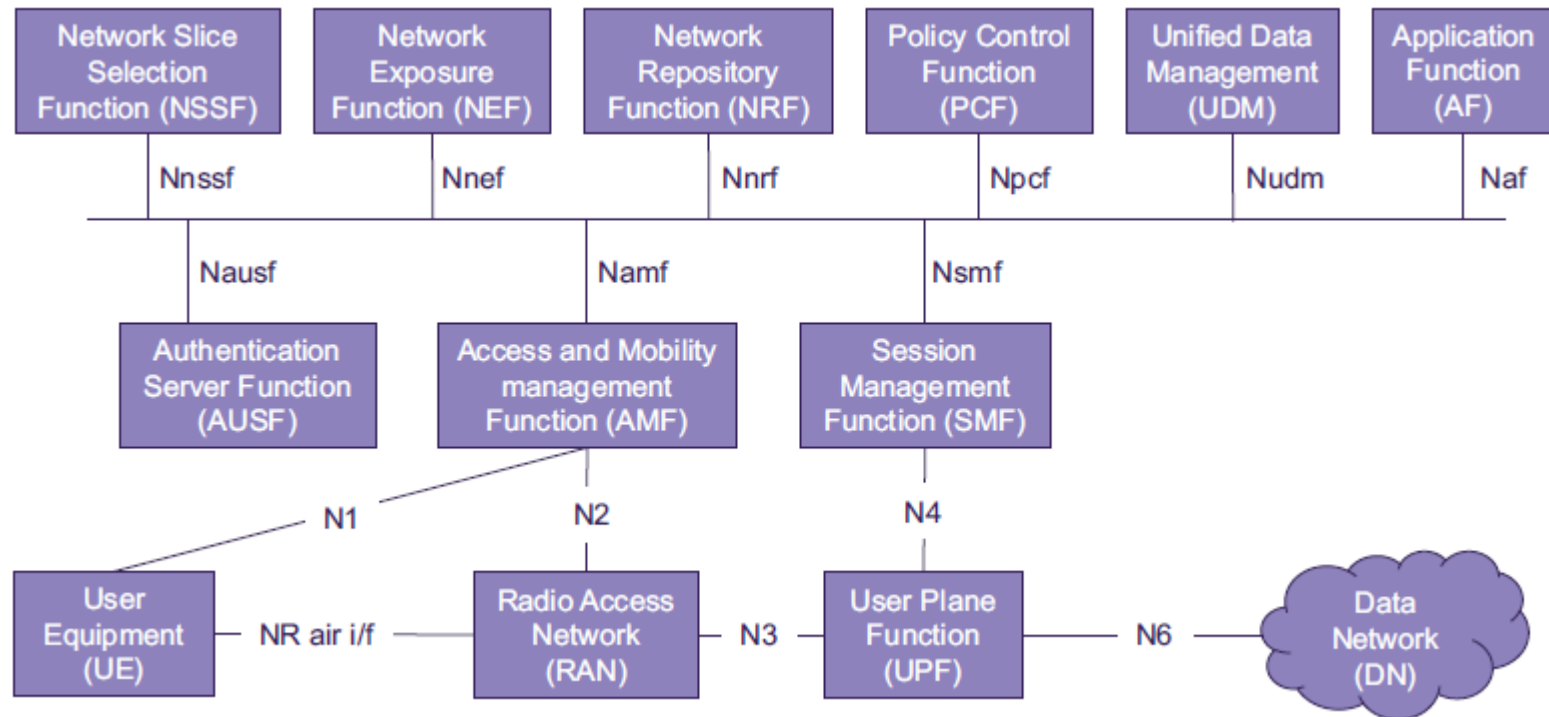 Network Slice
Selection
Function (NSSF)
Network
Exposure
Function (NEF)
Network
Repository
Function (NRF)
Policy Control
Function
(PCF)
Unified Data
Management
(UDM)
Application
Function
(AF)
Nnssf
Nnef
Nnrf
Npcf
Nudm
Naf
Nausf
Namf
Nsmf
Authentication
Server Function
(AUSF)
Access and Mobility
management
Function (AMF)
Session
Management
Function (SMF)
N1
N2
N4
User
Equipment
(UE)
NR air i/f
Radio Access
Network
(RAN)
N3
User Plane
Function
(UPF)
N6
Data
Network
(DN)